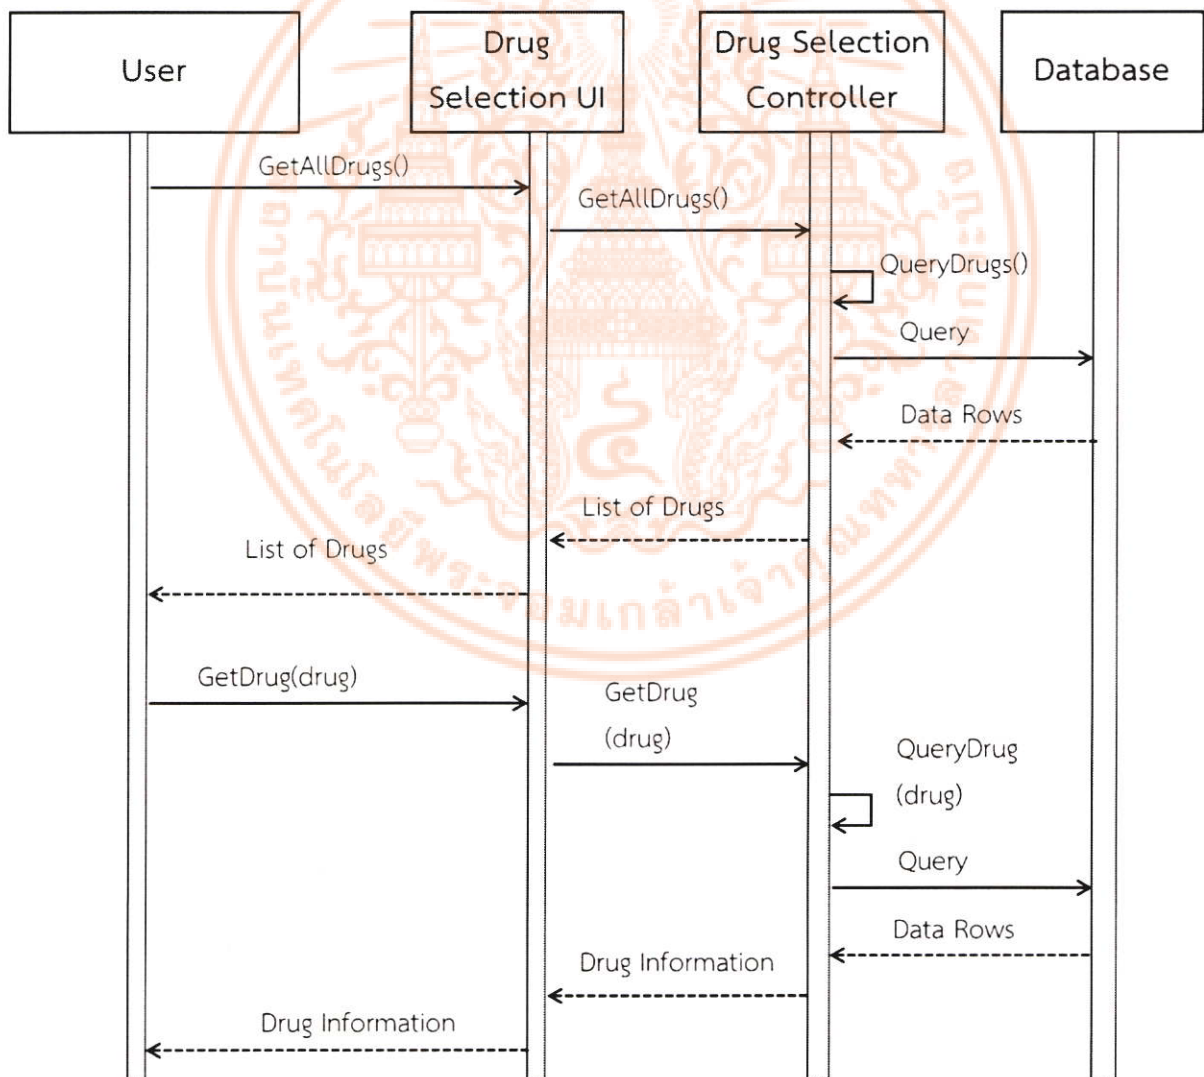 User
Drug
Selection UI
Drug Selection
Controller
Database
GetAllDrugs()
GetAllDrugs()
QueryDrugs()
Query
Data Rows
List of Drugs
List of Drugs
GetDrug(drug)
GetDrug
(drug)
QueryDrug
(drug)
Query
Data Rows
Drug Information
Drug Information